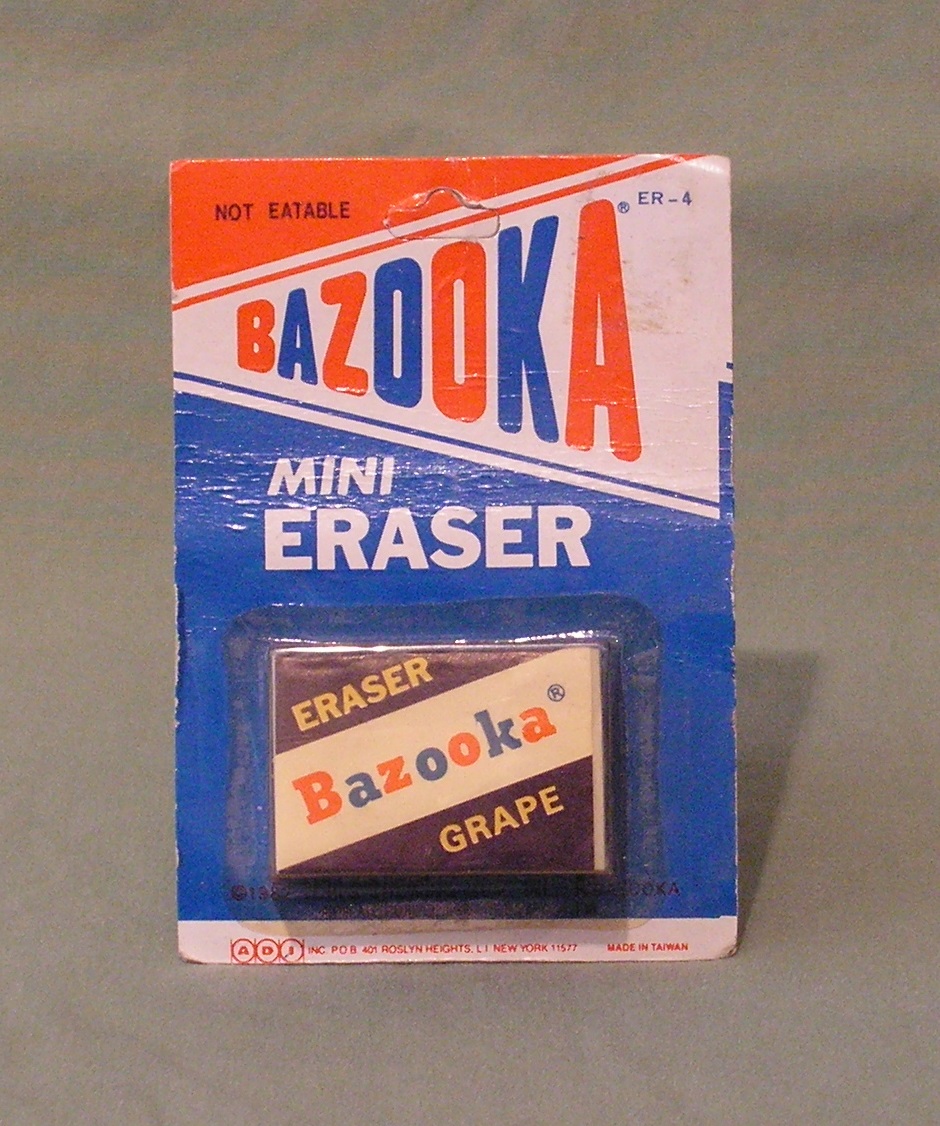 NOT EATABLE
ER-4
BAZOOKA®
MINI
ERASER
ERASER
Bazooka®
GRAPE
ADI INC. P.O.B. 401 ROSLYN HEIGHTS, L.I. NEW YORK 11577 MADE IN TAIWAN